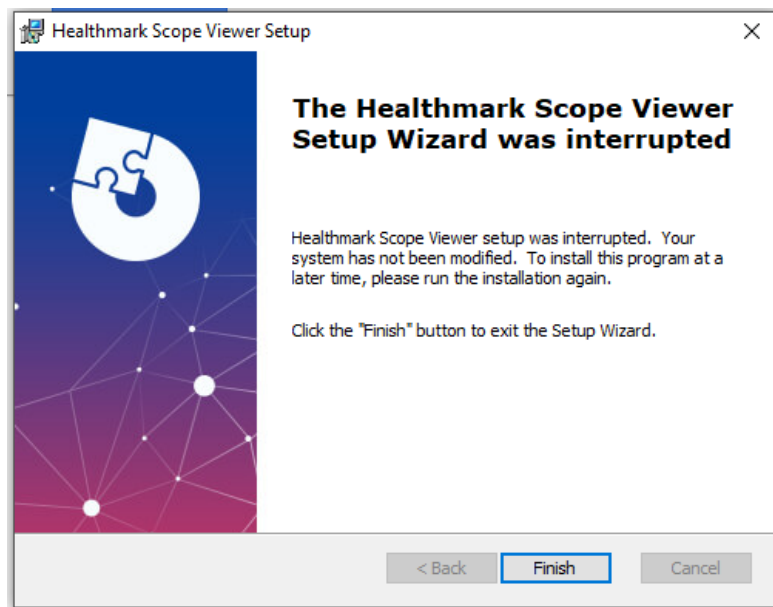 Healthmark Scope Viewer Setup
The Healthmark Scope Viewer
Setup Wizard was interrupted
Healthmark Scope Viewer setup was interrupted.  Your
system has not been modified.  To install this program at a
later time, please run the installation again.
Click the "Finish" button to exit the Setup Wizard.
< Back
Finish
Cancel